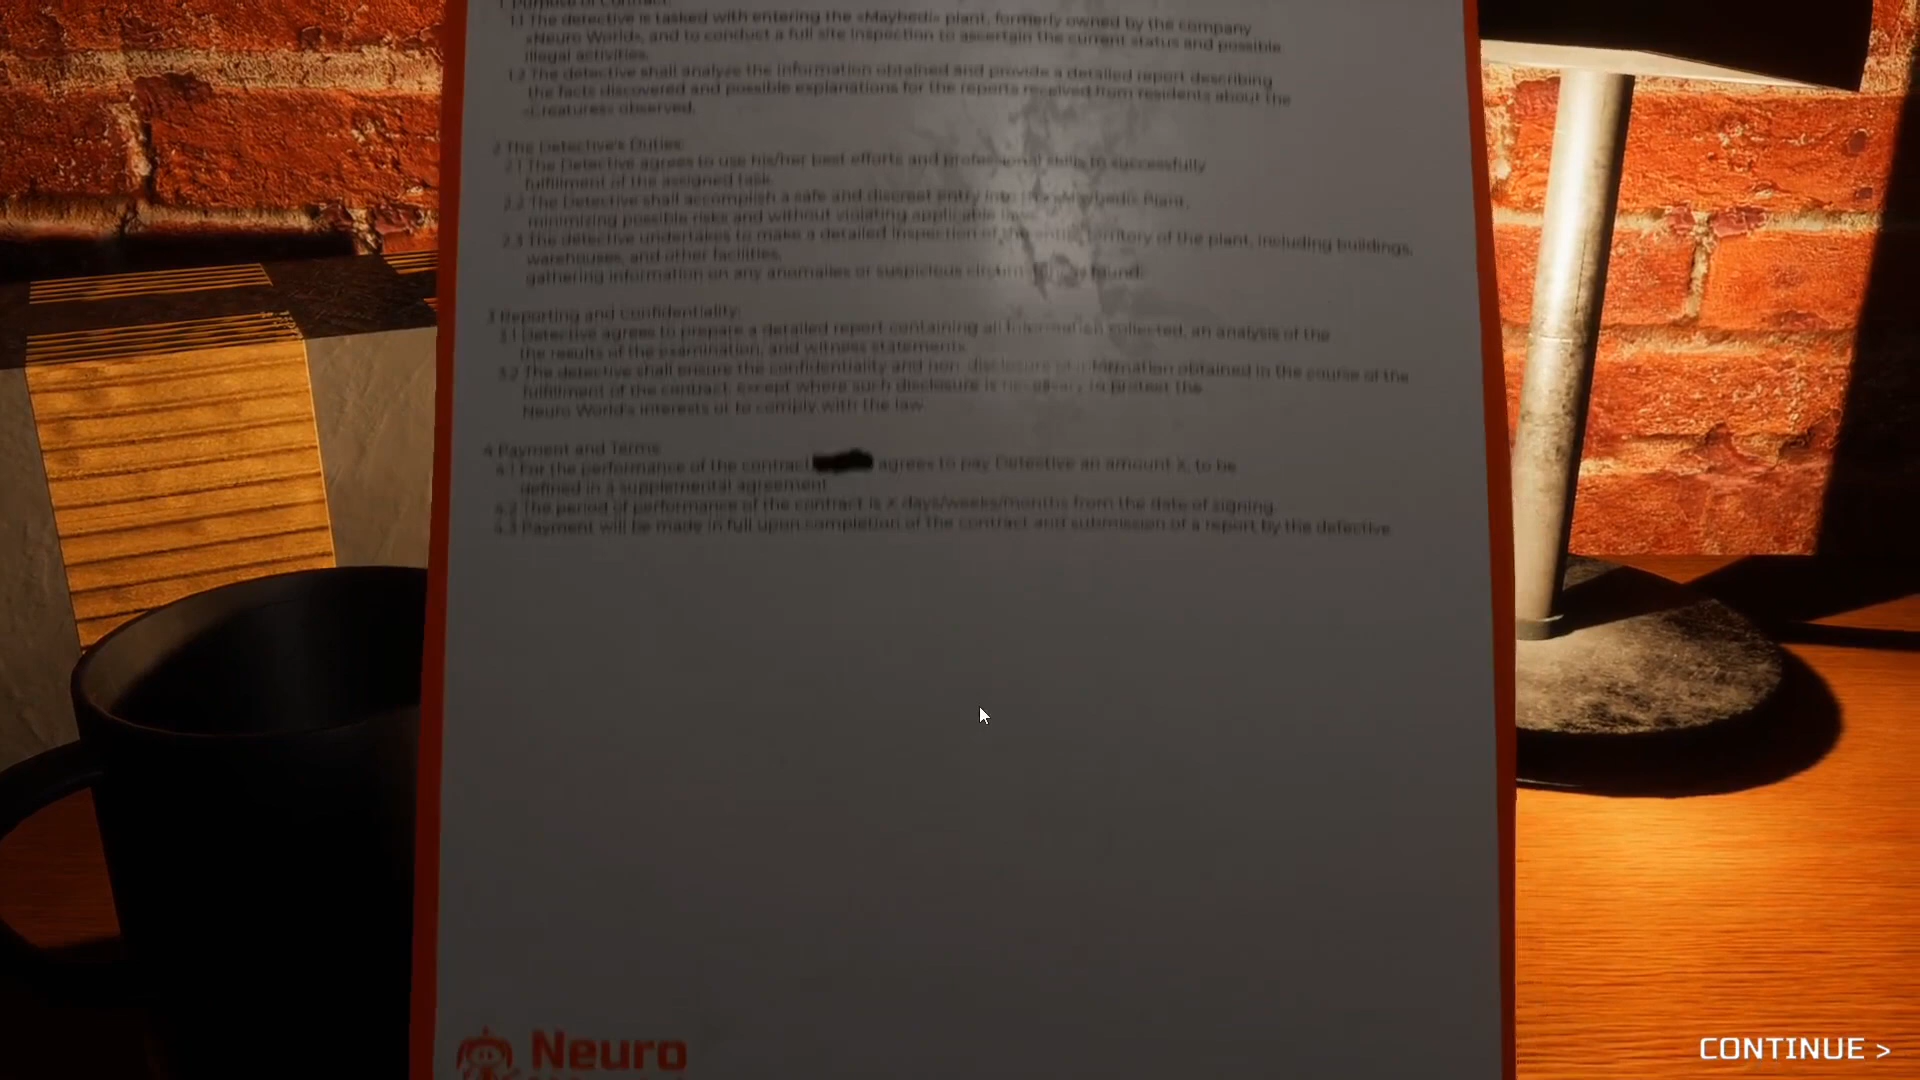 1 Purpose of Contract:
1.1 The detective is tasked with entering the «Maybedi» plant, formerly owned by the company
«Neuro World», and to conduct a full site inspection to ascertain the current status and possible
illegal activities.
1.2 The detective shall analyze the information obtained and provide a detailed report describing
the facts discovered and possible explanations for the reports received from residents about the
«Creatures» observed.
2 The Detective's Duties:
2.1 The Detective agrees to use his/her best efforts and professional skills to successfully
fulfillment of the assigned task.
2.2 The Detective shall accomplish a safe and discreet entry into the «Maybedi» Plant,
minimizing possible risks and without violating applicable
2.3 The detective undertakes to make a detailed inspection of the entire territory of the plant, including buildings,
warehouses, and other facilities,
gathering information on any anomalies or suspicious found.
3 Reporting and Confidentiality:
3.1 Detective agrees to prepare a detailed report containing all information collected, an analysis of the
the results of the examination, and witness statements.
3.2 The detective shall ensure the confidentiality and non-disclosure of information obtained in the course of the
fulfillment of the contract, except where such disclosure is necessary to protect the
Neuro World's interests or to comply with the law.
4 Payment and Terms
4.1 For the performance of the contract agrees to pay Detective an amount X, to be
defined in a supplemental agreement
4.2 The period of performance of the contract is X days/weeks/months from the date of signing.
4.3 Payment will be made in full upon completion of the contract and submission of a report by the detective.
Neuro
CONTINUE >